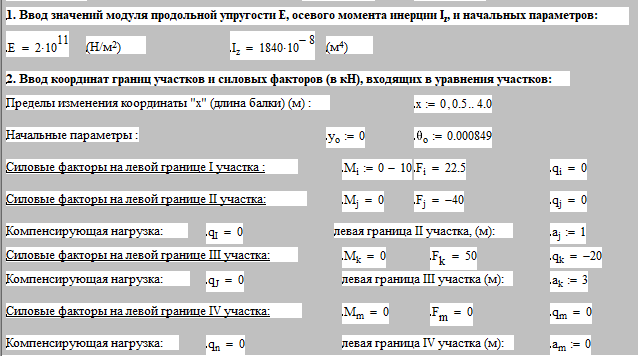 1. Ввод значений модуля продольной упругости E, осевого момента инерции Iz, и начальных параметров:
.E = 2·10^11 (Н/м2) .Iz = 1840·10^-8 (м4)
2. Ввод координат границ участков и силовых факторов (в кН), входящих в уравнения участков:
Пределы изменения координаты "x" (длина балки) (м) : .x := 0, 0.5.. 4.0
Начальные параметры : .yo := 0 .θo := 0.000849
Силовые факторы на левой границе I участка : .Mi := 0 − 10 .Fi = 22.5 .qi = 0
Силовые факторы на левой границе II участка: .Mj = 0 Fj = −40 .qj = 0
Компенсирующая нагрузка: .qI = 0 левая граница II участка, (м): .aj := 1
Силовые факторы на левой границе III участка: .Mk = 0 .Fk = 50 .qk = −20
Компенсирующая нагрузка: .qJ = 0 левая граница III участка (м): .ak := 3
Силовые факторы на левой границе IV участка: .Mm = 0 .Fm = 0 .qm = 0
Компенсирующая нагрузка: .qn = 0 левая граница IV участка (м): .am := 0